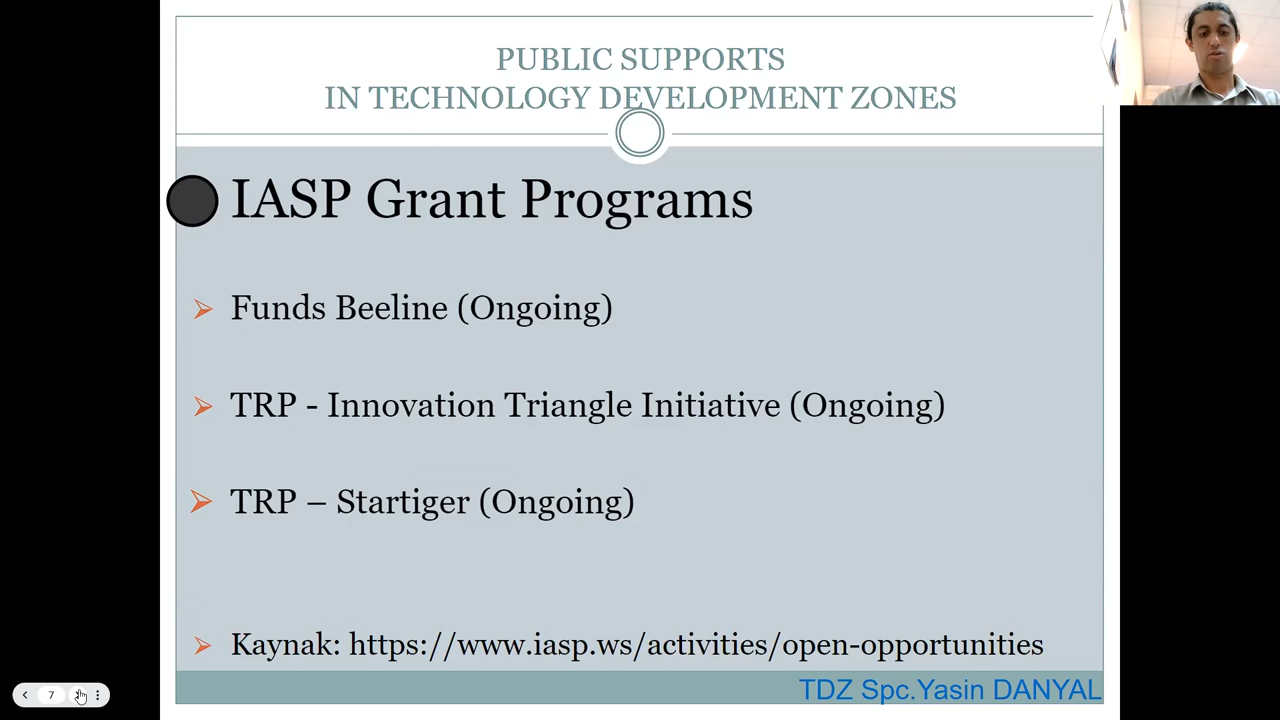 PUBLIC SUPPORTS
IN TECHNOLOGY DEVELOPMENT ZONES
IASP Grant Programs
Funds Beeline (Ongoing)
TRP - Innovation Triangle Initiative (Ongoing)
TRP – Startiger (Ongoing)
Kaynak: https://www.iasp.ws/activities/open-opportunities
TDZ Spc.Yasin DANYAL
7